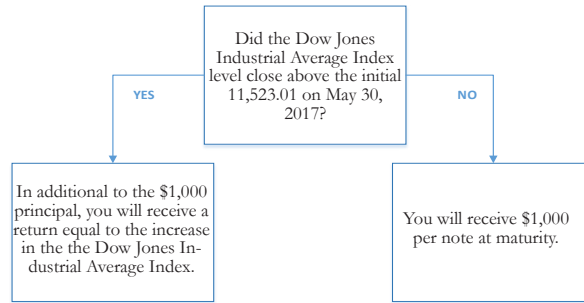 Did the Dow Jones
Industrial Average Index
level close above the initial
11,523.01 on May 30,
2017?
YES
NO
In additional to the $1,000
principal, you will receive a
return equal to the increase
in the the Dow Jones In-
dustrial Average Index.
You will receive $1,000
per note at maturity.